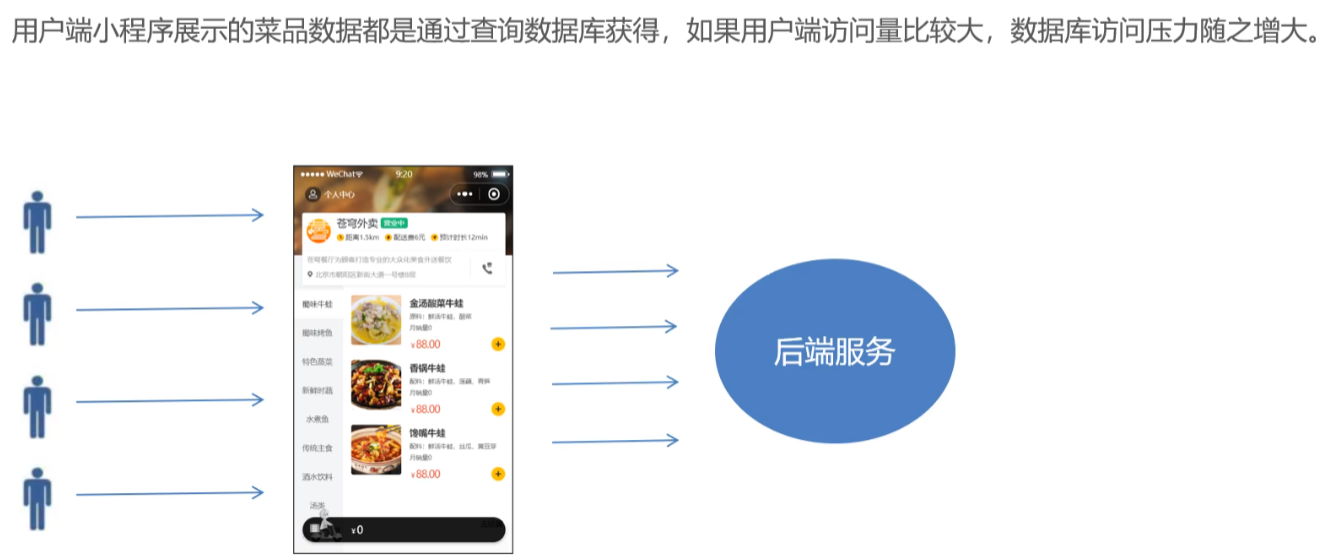 用户端小程序展示的菜品数据都是通过查询数据库获得，如果用户端访问量比较大，数据库访问压力随之增大。
WeChat 9:20 98%
个人中心
苍穹外卖 营业中
距离1.5km 配送费6元 预计时长12min
苍穹餐厅为顾客打造专业的大众化美食外送餐饮
北京市朝阳区新街大道一号楼8层
蜀味牛蛙
蜀味烤鱼
特色蒸菜
新鲜时蔬
水煮鱼
传统主食
酒水饮料
汤类
金汤酸菜牛蛙
原料：鲜活牛蛙，酸菜
月销量0
¥88.00
香锅牛蛙
配料：鲜活牛蛙，莲藕，青笋
月销量0
¥88.00
馋嘴牛蛙
配料：鲜活牛蛙，丝瓜，黄豆芽
月销量0
¥88.00
¥0
后端服务